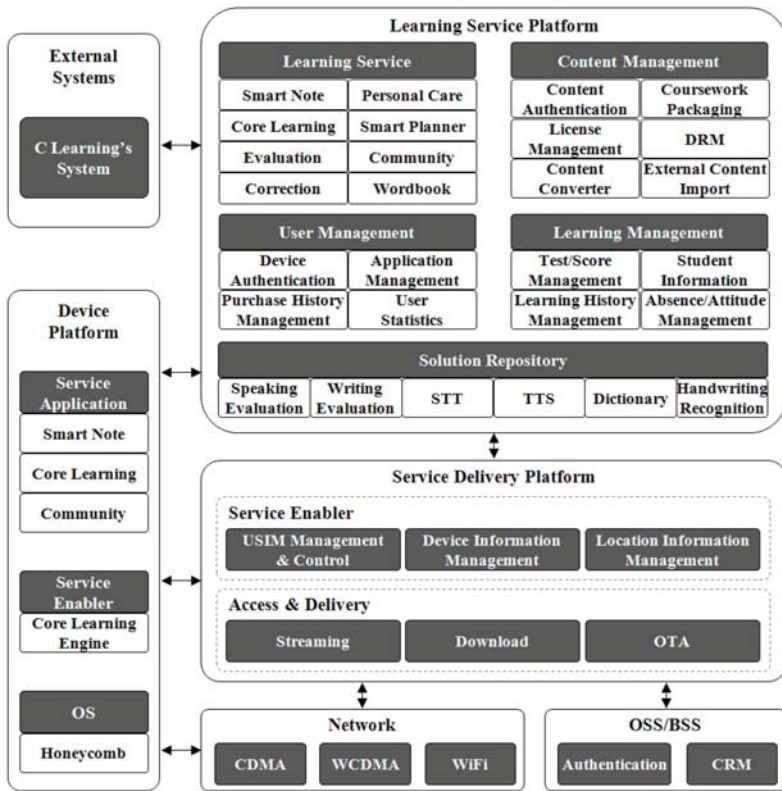 External
Systems
C Learning's
System
Learning Service Platform
Learning Service
Smart Note
Personal Care
Core Learning
Smart Planner
Evaluation
Community
Correction
Wordbook
Content Management
Content
Authentication
Coursework
Packaging
License
Management
DRM
Content
Converter
External Content
Import
User Management
Device
Authentication
Application
Management
Purchase History
Management
User
Statistics
Learning Management
Test/Score
Management
Student
Information
Learning History
Management
Absence/Attitude
Management
Solution Repository
Speaking
Evaluation
Writing
Evaluation
STT
TTS
Dictionary
Handwriting
Recognition
Device
Platform
Service
Application
Smart Note
Core Learning
Community
Service
Enabler
Core Learning
Engine
OS
Honeycomb
Service Delivery Platform
Service Enabler
USIM Management
& Control
Device Information
Management
Location Information
Management
Access & Delivery
Streaming
Download
OTA
Network
CDMA
WCDMA
WiFi
OSS/BSS
Authentication
CRM